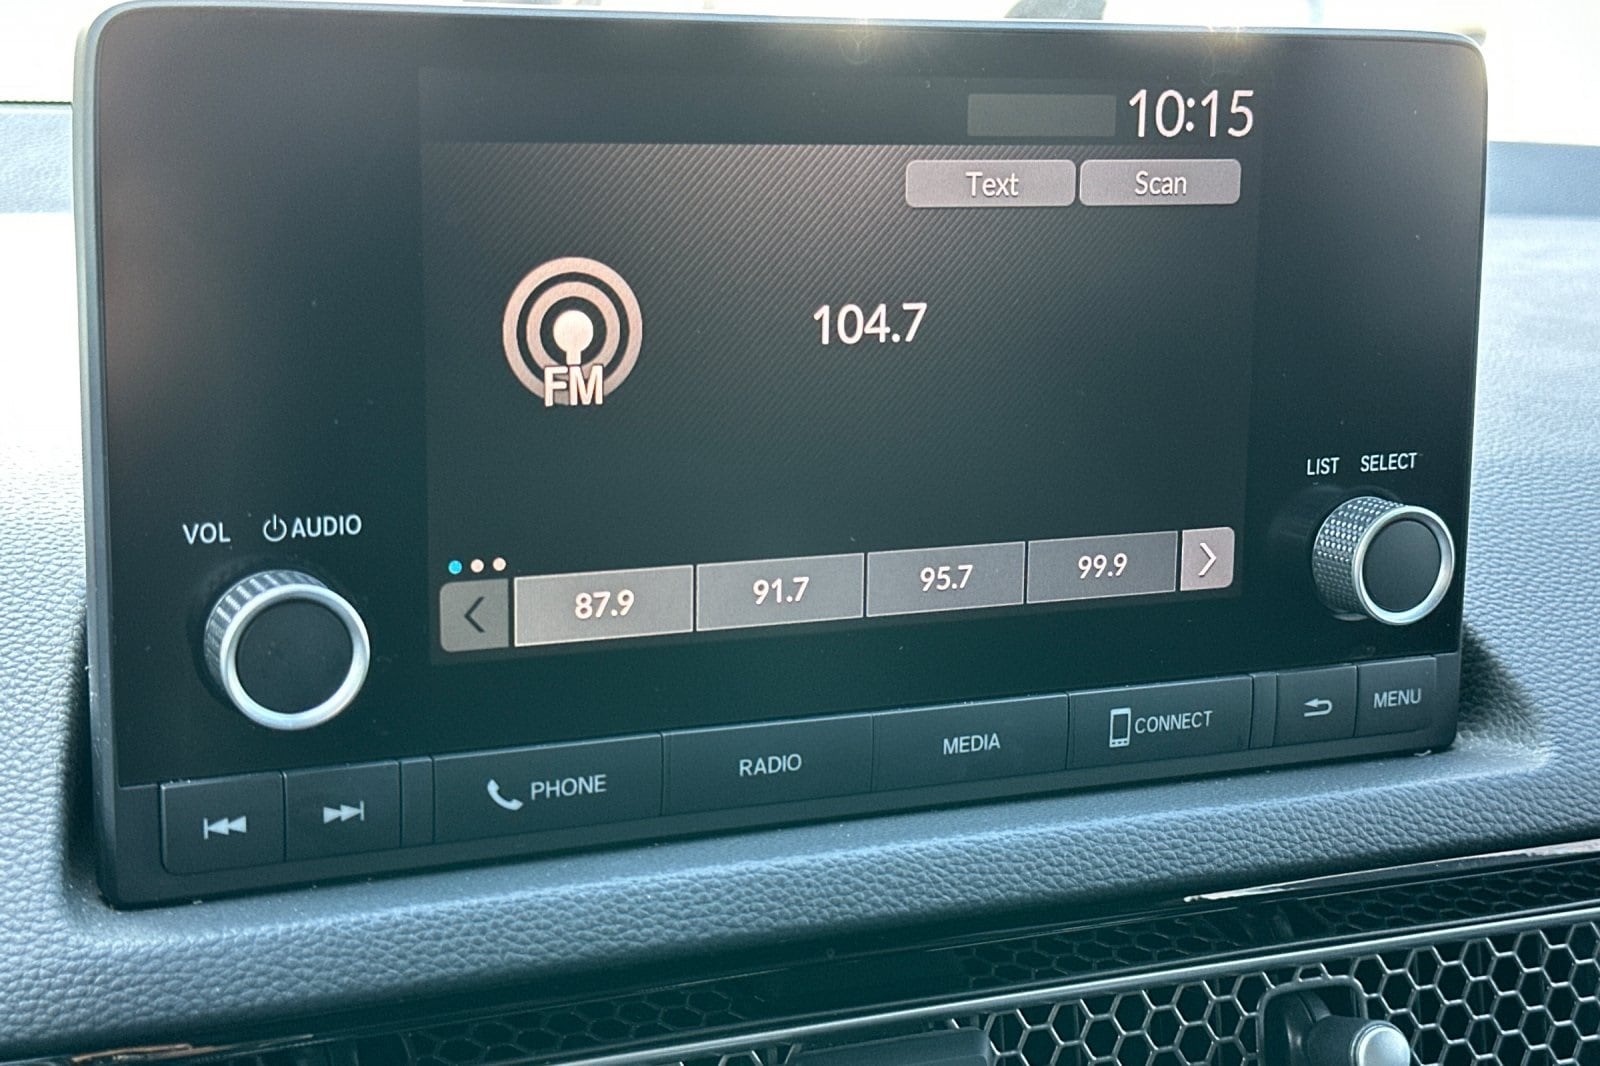 10:15
Text Scan
104.7
FM
LIST SELECT
VOL AUDIO
87.9 91.7 95.7 99.9
PHONE RADIO MEDIA CONNECT MENU